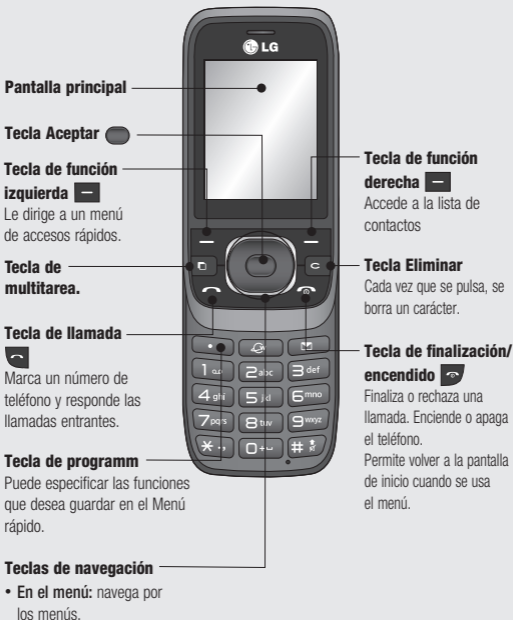 LG
Pantalla principal
Tecla Aceptar
Tecla de función
izquierda
Le dirige a un menú
de accesos rápidos.
Tecla de
multitarea.
Tecla de llamada
Marca un número de
teléfono y responde las
llamadas entrantes.
Tecla de programm
Puede especificar las funciones
que desea guardar en el Menú
rápido.
Teclas de navegación
• En el menú: navega por
los menús.
Tecla de función
derecha
Accede a la lista de
contactos
Tecla Eliminar
Cada vez que se pulsa, se
borra un carácter.
Tecla de finalización/
encendido
Finaliza o rechaza una
llamada. Enciende o apaga
el teléfono.
Permite volver a la pantalla
de inicio cuando se usa
el menú.
C
1 2abc 3def
4ghi 5jkl 6mno
7pqrs 8tuv 9wxyz
* 0+ #